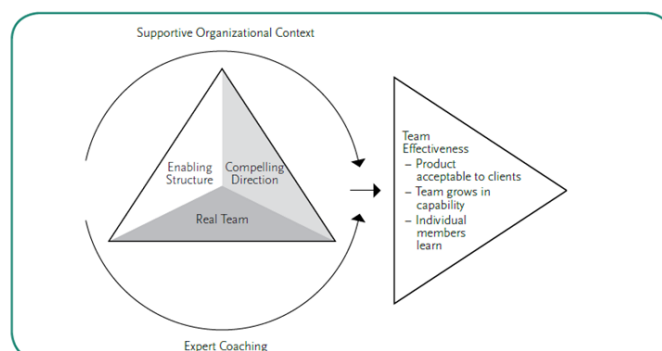 Supportive Organizational Context
Enabling
Structure
Compelling
Direction
Real Team
Team
Effectiveness
– Product
acceptable to clients
– Team grows in
capability
– Individual
members
learn
Expert Coaching